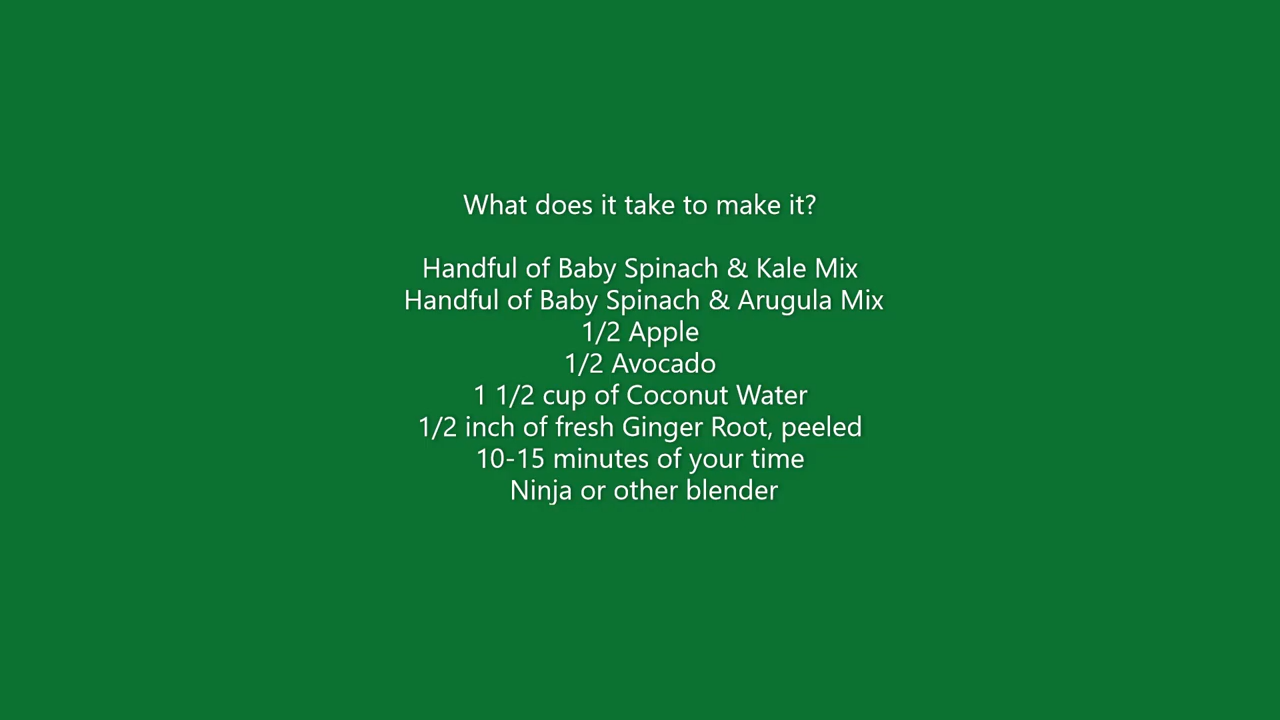 What does it take to make it?
Handful of Baby Spinach & Kale Mix
Handful of Baby Spinach & Arugula Mix
1/2 Apple
1/2 Avocado
1 1/2 cup of Coconut Water
1/2 inch of fresh Ginger Root, peeled
10-15 minutes of your time
Ninja or other blender